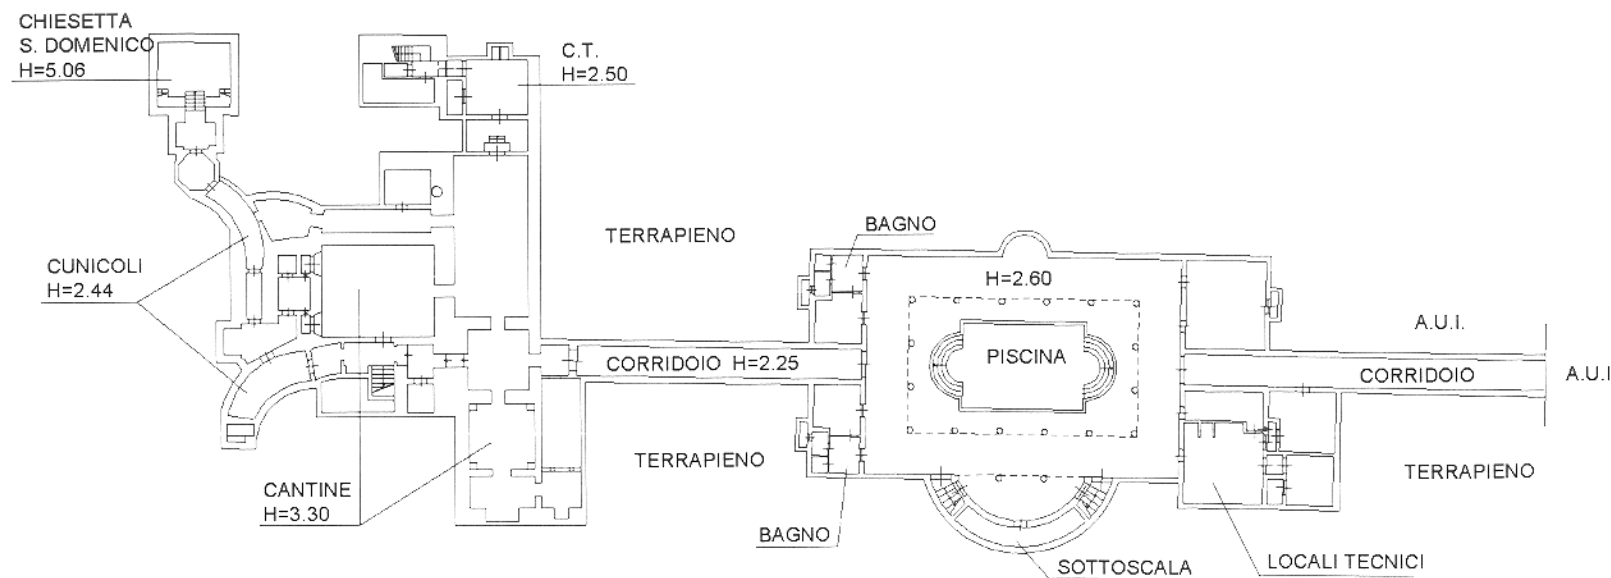 CHIESETTA
S. DOMENICO
H=5.06
C.T.
H=2.50
TERRAPIENO
BAGNO
CUNICOLI
H=2.44
H=2.60
A.U.I.
CORRIDOIO H=2.25
PISCINA
CORRIDOIO
A.U.I
TERRAPIENO
TERRAPIENO
CANTINE
H=3.30
BAGNO
SOTTOSCALA
LOCALI TECNICI